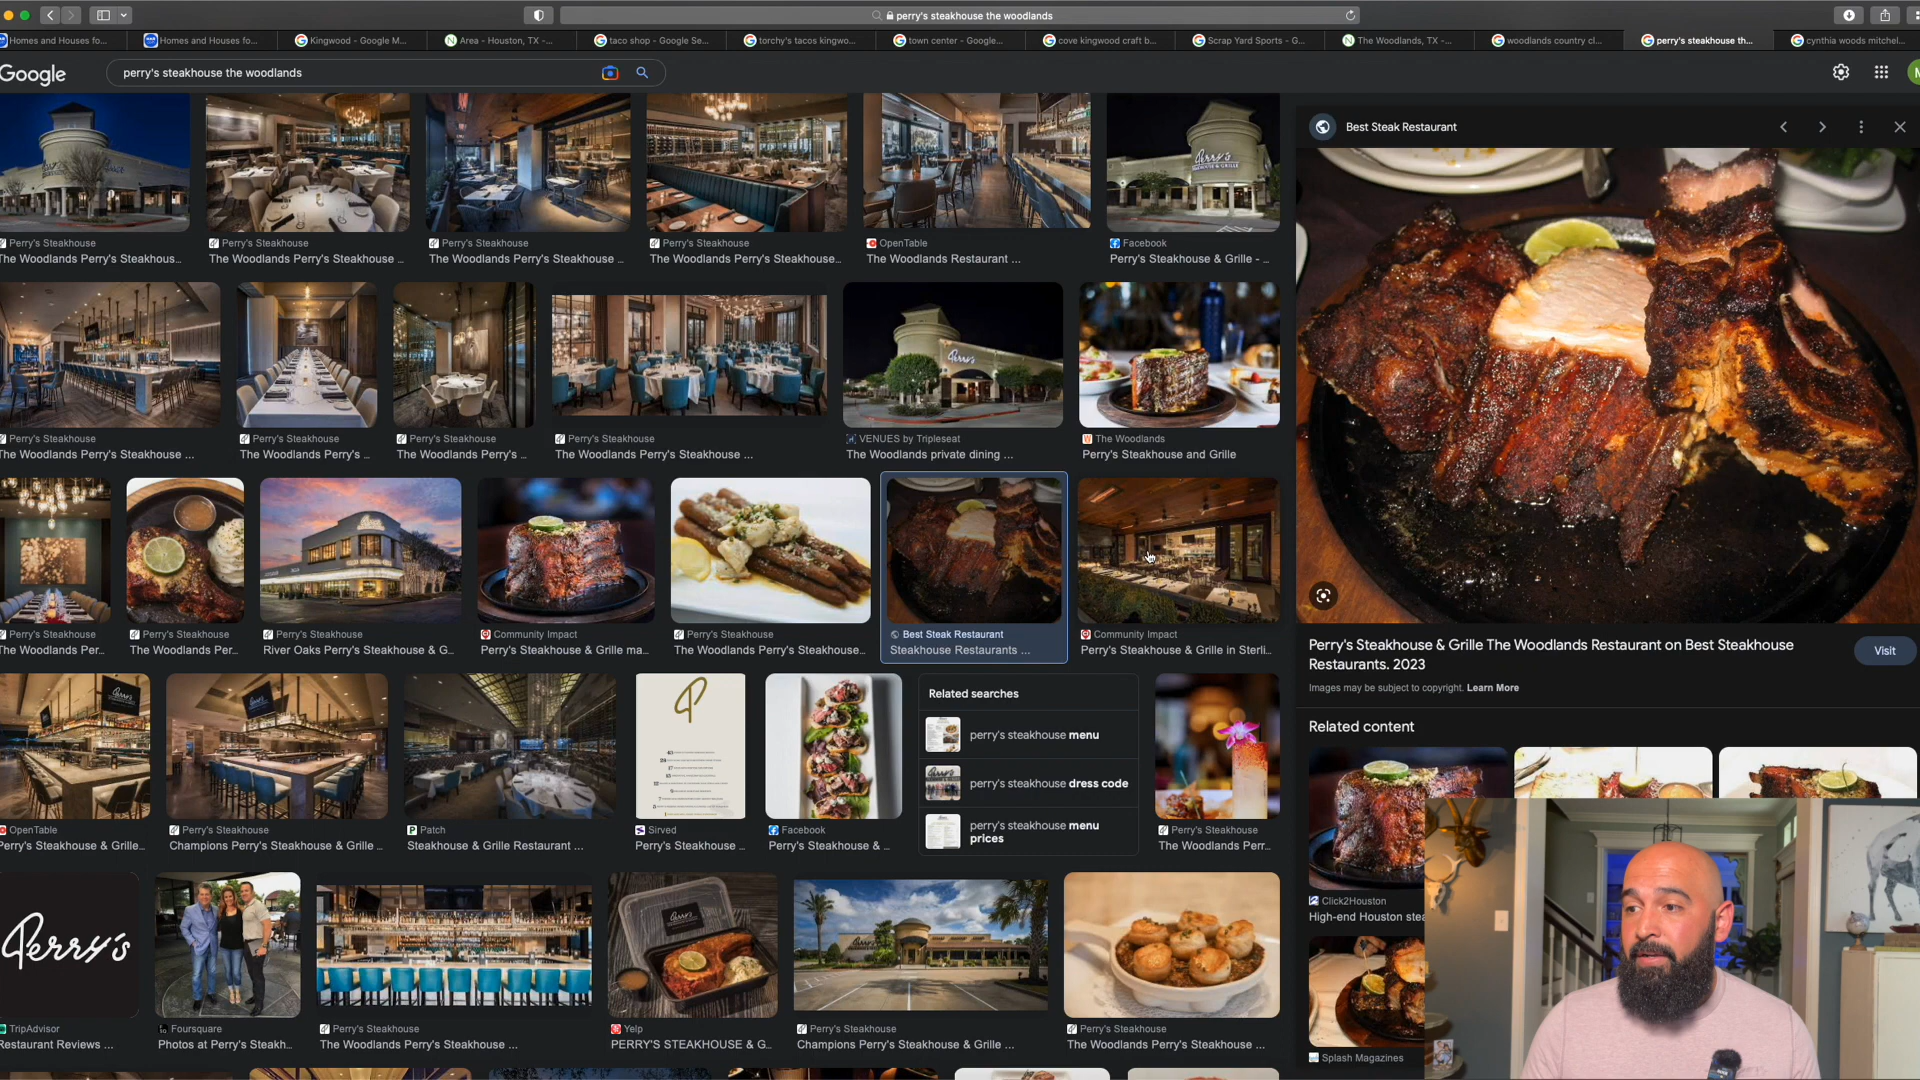 perry's steakhouse the woodlands
Homes and Houses fo...
Homes and Houses fo...
Kingwood - Google M...
Area - Houston, TX -...
taco shop - Google Se...
torchy's tacos kingwo...
town center - Google...
cove kingwood craft b...
Scrap Yard Sports - G...
The Woodlands, TX -...
woodlands country cl...
perry's steakhouse th...
cynthia woods mitchel...
Google
perry's steakhouse the woodlands
Best Steak Restaurant
Perry's Steakhouse
The Woodlands Perry's Steakhous...
Perry's Steakhouse
The Woodlands Perry's Steakhouse ...
Perry's Steakhouse
The Woodlands Perry's Steakhouse ...
Perry's Steakhouse
The Woodlands Perry's Steakhouse...
OpenTable
The Woodlands Restaurant ...
Facebook
Perry's Steakhouse & Grille - ...
Perry's Steakhouse
The Woodlands Perry's Steakhouse ...
Perry's Steakhouse
The Woodlands Perry's ...
Perry's Steakhouse
The Woodlands Perry's ...
Perry's Steakhouse
The Woodlands Perry's Steakhouse ...
VENUES by Tripleseat
The Woodlands private dining ...
The Woodlands
Perry's Steakhouse and Grille
Perry's Steakhouse
The Woodlands Per...
Perry's Steakhouse
The Woodlands Per...
Perry's Steakhouse
River Oaks Perry's Steakhouse & G...
Community Impact
Perry's Steakhouse & Grille ma...
Perry's Steakhouse
The Woodlands Perry's Steakhouse...
Best Steak Restaurant
Steakhouse Restaurants ...
Community Impact
Perry's Steakhouse & Grille in Sterli...
Perry's Steakhouse & Grille The Woodlands Restaurant on Best Steakhouse
Restaurants. 2023
Visit
Images may be subject to copyright. Learn More
Related content
OpenTable
Perry's Steakhouse & Grille...
Perry's Steakhouse
Champions Perry's Steakhouse & Grille ...
Patch
Steakhouse & Grille Restaurant ...
Sirved
Perry's Steakhouse ...
Facebook
Perry's Steakhouse & ...
Related searches
perry's steakhouse menu
perry's steakhouse dress code
perry's steakhouse menu
prices
Perry's Steakhouse
The Woodlands Perr...
Click2Houston
High-end Houston stea
Perry's
TripAdvisor
Restaurant Reviews ...
Foursquare
Photos at Perry's Steakh...
Perry's Steakhouse
The Woodlands Perry's Steakhouse ...
Yelp
PERRY'S STEAKHOUSE & G...
Perry's Steakhouse
Champions Perry's Steakhouse & Grille ...
Perry's Steakhouse
The Woodlands Perry's Steakhouse ...
Splash Magazines